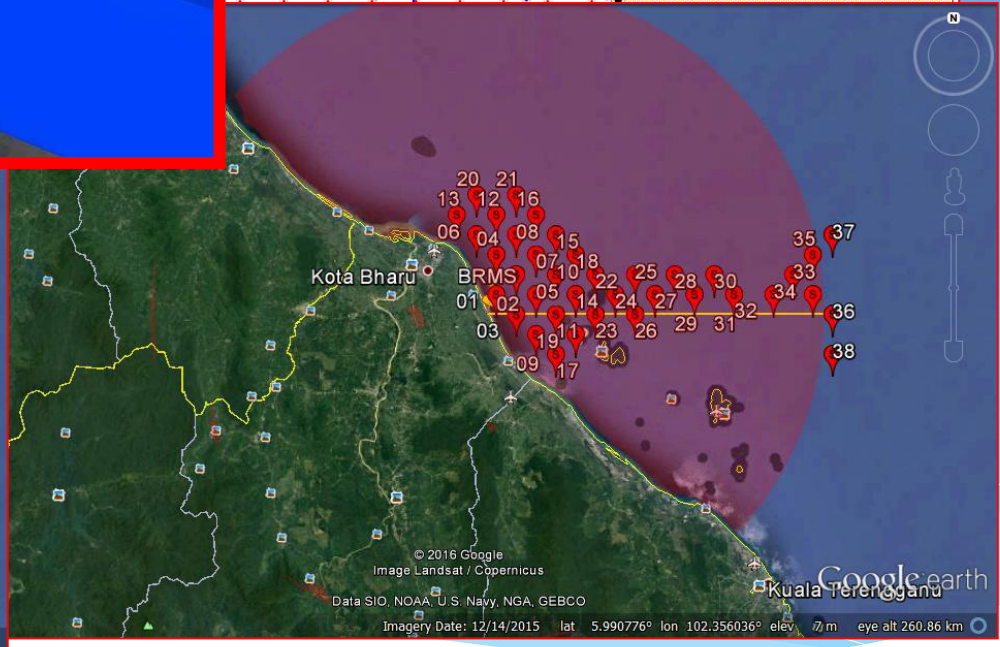 N
20 21
13 12 16
37
06 04 08 15 35
07 18
Kota Bharu BRMS 10 22 25 28 30 33
01 02 05 14 24 27 34
03 32 36
11 23 26 29 31
19
09 17 38
© 2016 Google
Image Landsat / Copernicus
Data SIO, NOAA, U.S. Navy, NGA, GEBCO
Google earth
Kuala Terengganu
Imagery Date: 12/14/2015 lat 5.990776° lon 102.356036° elev -7 m eye alt 260.86 km